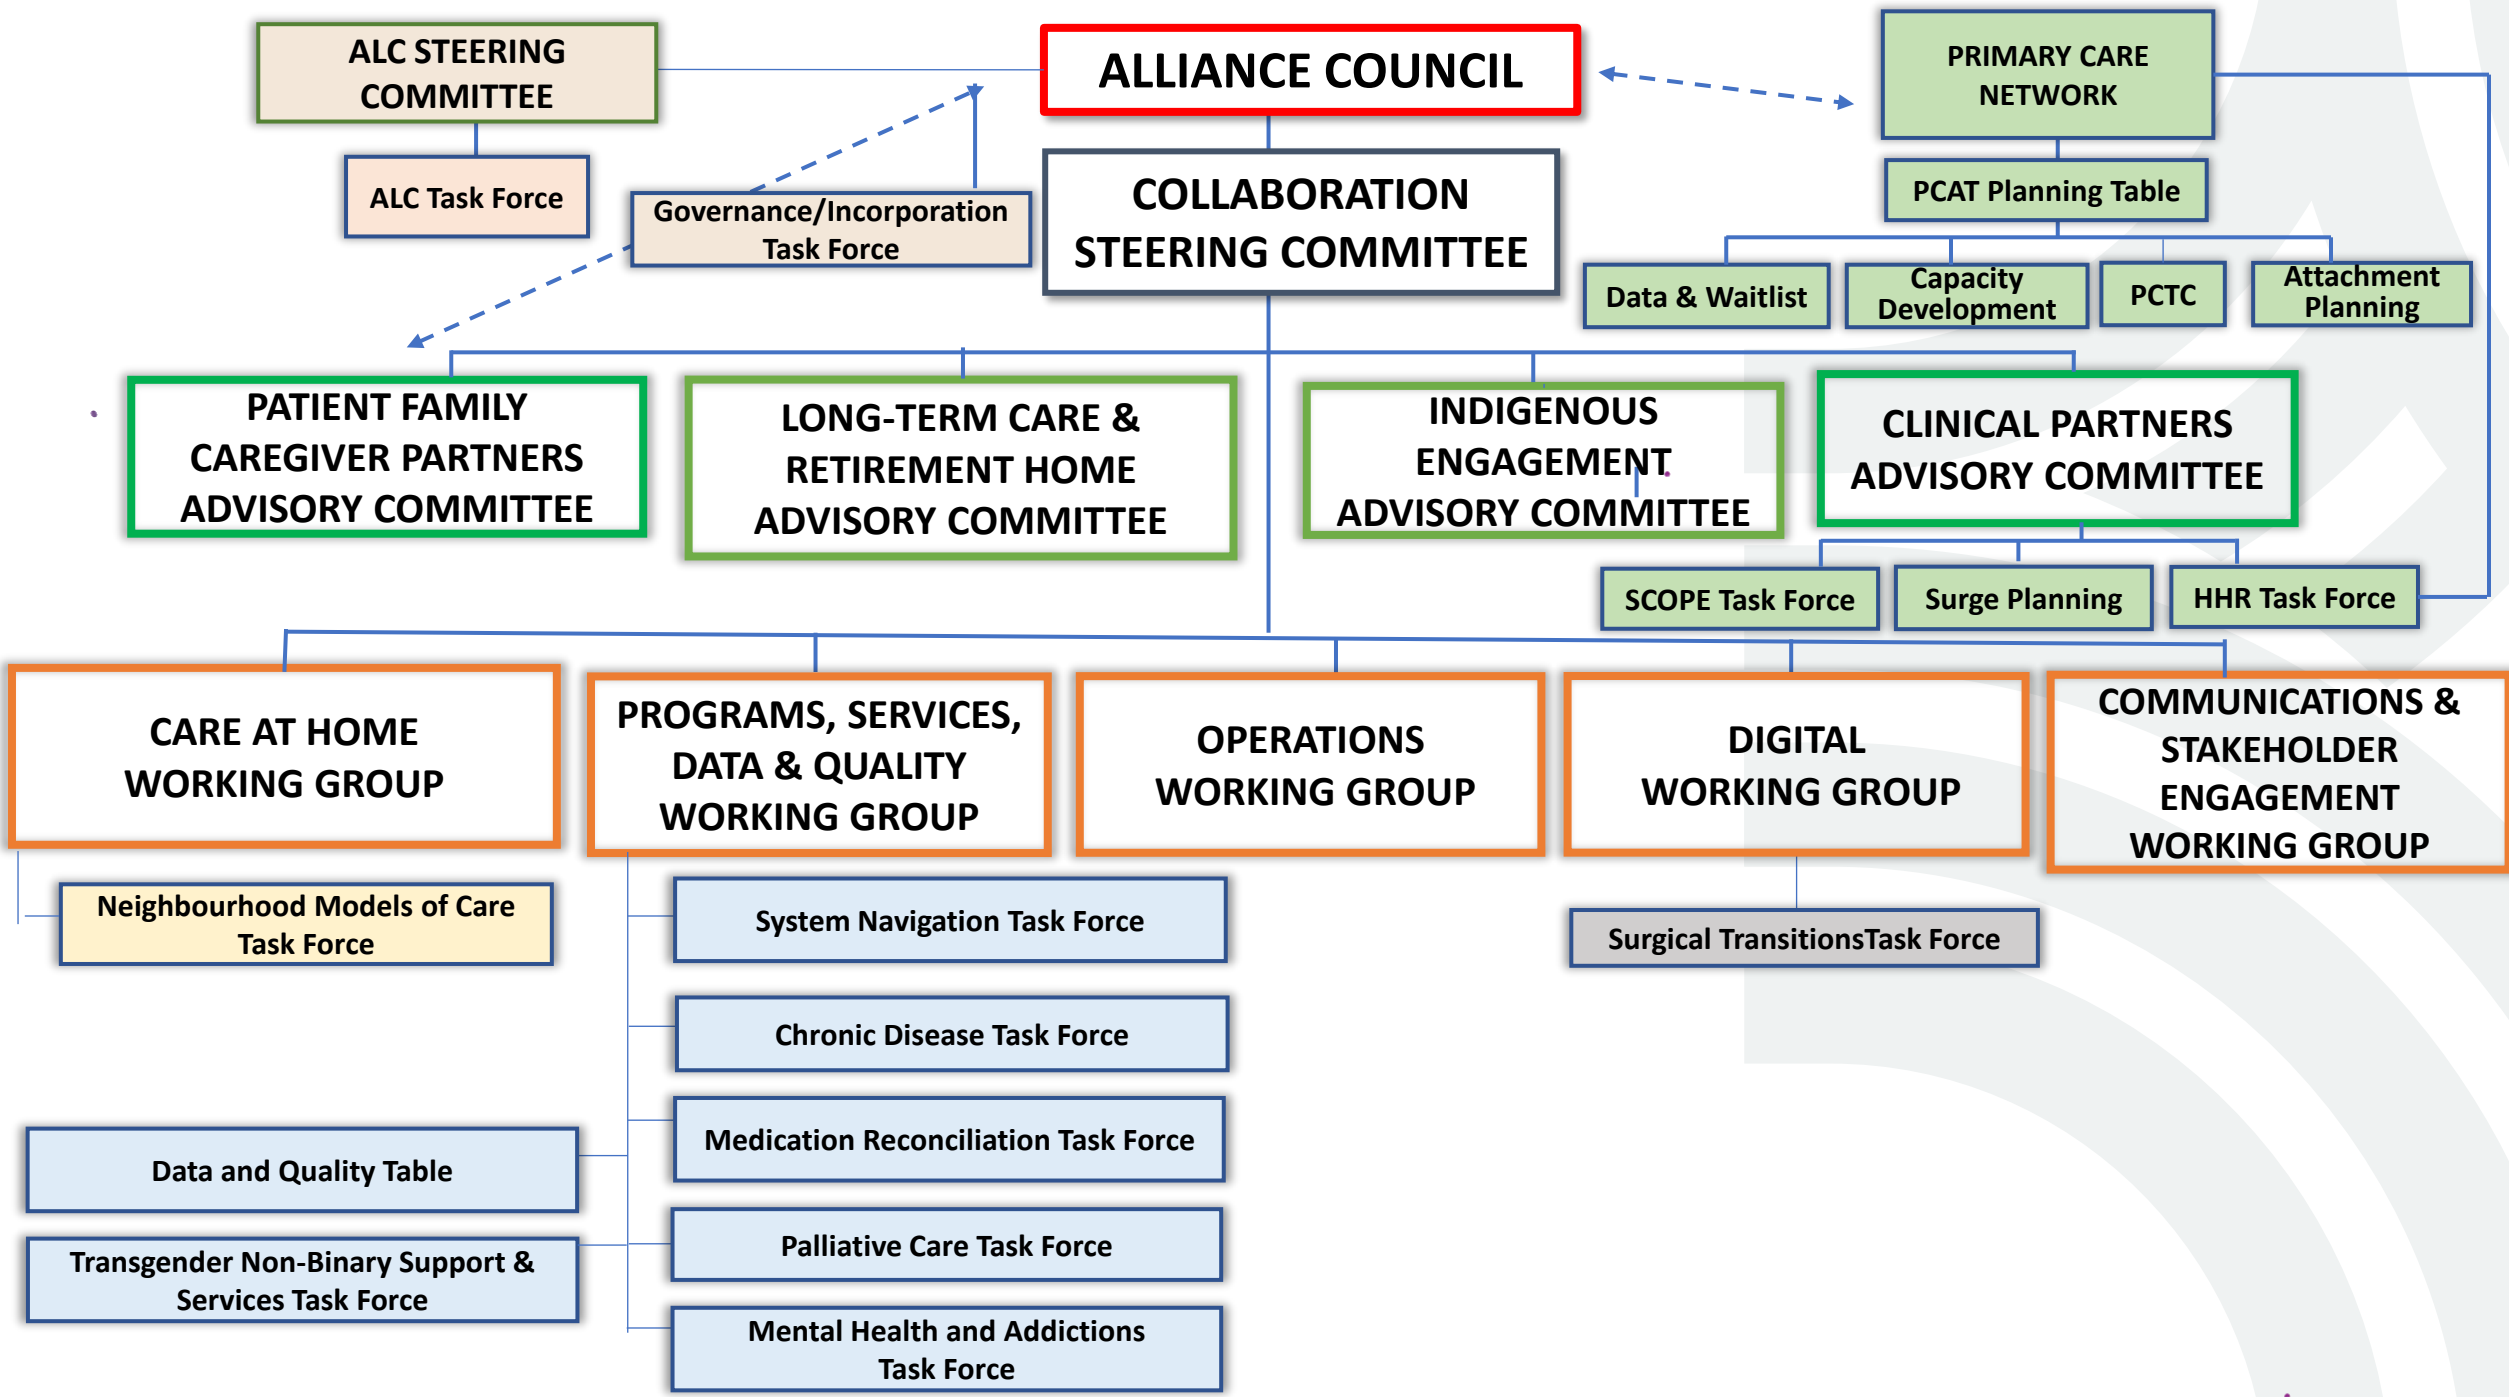 ALC STEERING
COMMITTEE
ALLIANCE COUNCIL
PRIMARY CARE
NETWORK
ALC Task Force
Governance/Incorporation
Task Force
COLLABORATION
STEERING COMMITTEE
PCAT Planning Table
Data & Waitlist
Capacity
Development
PCTC
Attachment
Planning
PATIENT FAMILY
CAREGIVER PARTNERS
ADVISORY COMMITTEE
LONG-TERM CARE &
RETIREMENT HOME
ADVISORY COMMITTEE
INDIGENOUS
ENGAGEMENT
ADVISORY COMMITTEE
CLINICAL PARTNERS
ADVISORY COMMITTEE
SCOPE Task Force
Surge Planning
HHR Task Force
CARE AT HOME
WORKING GROUP
PROGRAMS, SERVICES,
DATA & QUALITY
WORKING GROUP
OPERATIONS
WORKING GROUP
DIGITAL
WORKING GROUP
COMMUNICATIONS &
STAKEHOLDER
ENGAGEMENT
WORKING GROUP
Neighbourhood Models of Care
Task Force
System Navigation Task Force
Surgical TransitionsTask Force
Chronic Disease Task Force
Medication Reconciliation Task Force
Data and Quality Table
Palliative Care Task Force
Transgender Non-Binary Support &
Services Task Force
Mental Health and Addictions
Task Force